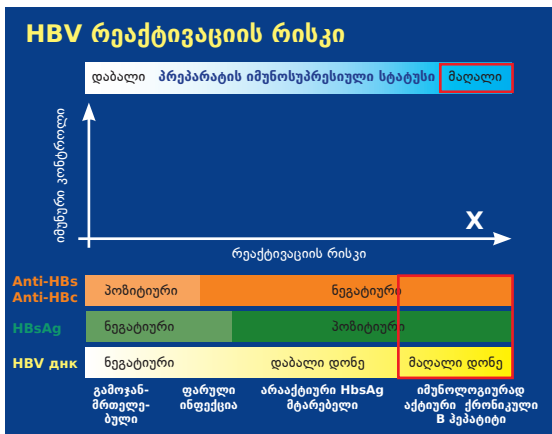 HBV რეაქტივაციის რისკი
დაბალი პრეპარატის იმუნოსუპრესიული სტატუსი მაღალი
იმუნური კონტროლი
X
რეაქტივაციის რისკი
Anti-HBs
Anti-HBc
პოზიტიური ნეგატიური
HBsAg ნეგატიური პოზიტიური
HBV днк ნეგატიური დაბალი დონე მაღალი დონე
გამოჯან-
მრთელე-
ბული
ფარული
ინფექცია
არააქტიური HbsAg
მტარებელი
იმუნოლოგიურად
აქტიური ქრონიკული
B ჰეპატიტი